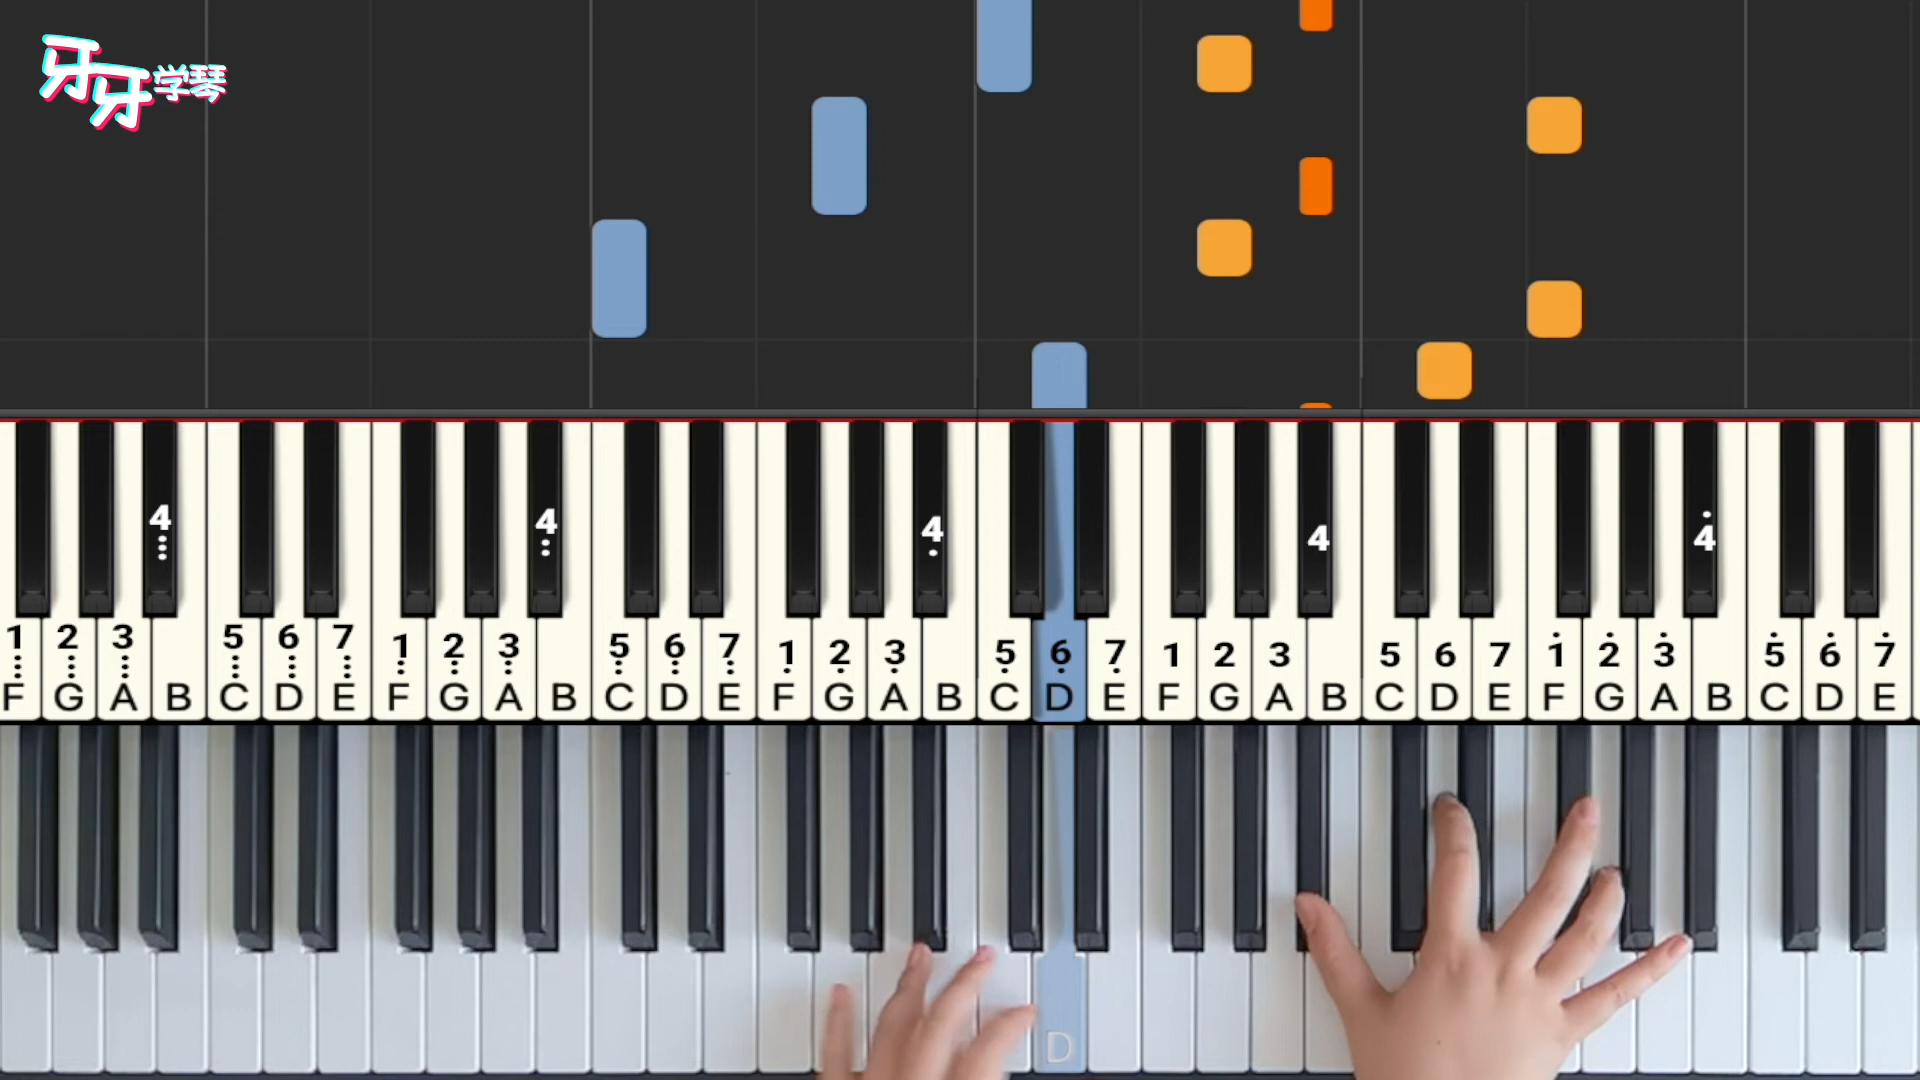 牙牙学琴
4 4 4 4 4
1 2 3 5 6 7 1 2 3 5 6 7 1 2 3 5 6 7 1 2 3 5 6 7 1 2 3 5 6 7
F G A B C D E F G A B C D E F G A B C D E F G A B C D E F G A B C D E
D